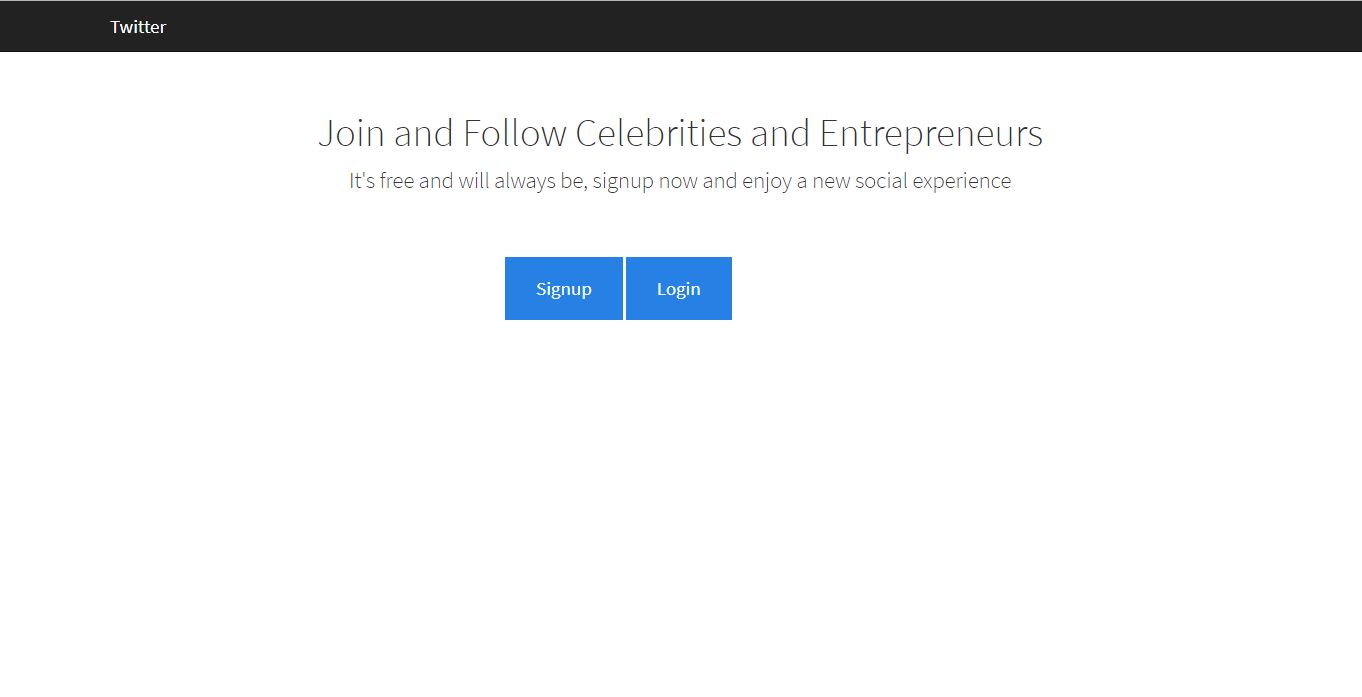 Twitter
Join and Follow Celebrities and Entrepreneurs
It's free and will always be, signup now and enjoy a new social experience
Signup Login